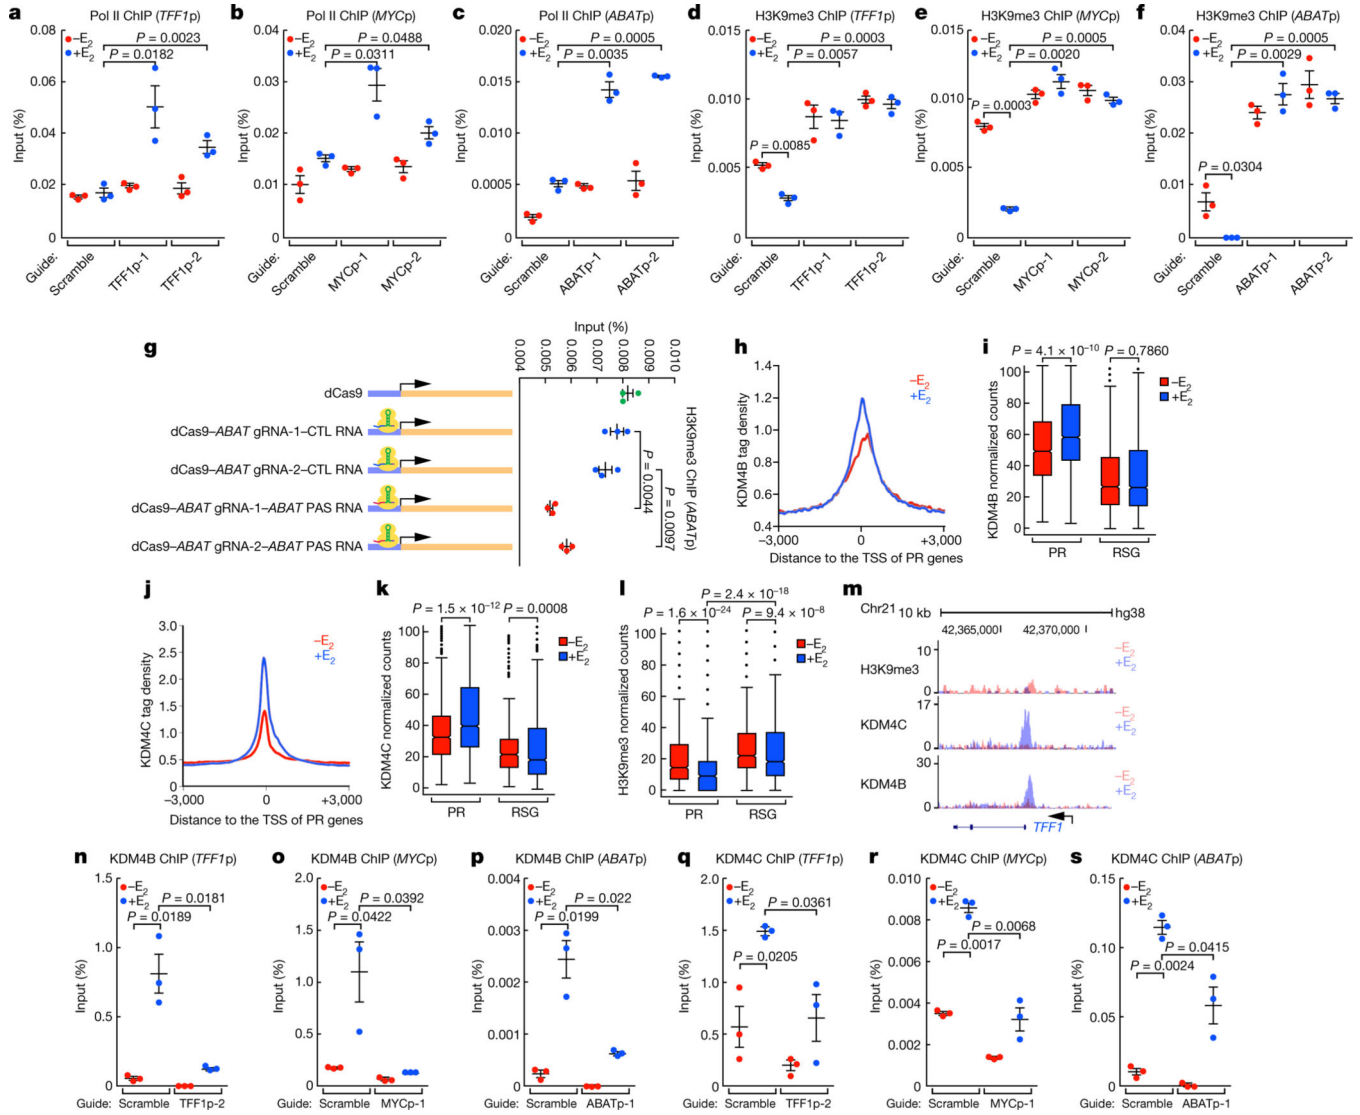 a
Pol II ChIP (TFF1p)
−E2
+E2
P = 0.0023
P = 0.0182
Input (%)
0.08
0.06
0.04
0.02
0
Guide:
Scramble
TFF1p-1
TFF1p-2
b
Pol II ChIP (MYCp)
−E2
+E2
P = 0.0488
P = 0.0311
Input (%)
0.04
0.03
0.02
0.01
0
Guide:
Scramble
MYCp-1
MYCp-2
c
Pol II ChIP (ABATp)
−E2
+E2
P = 0.0005
P = 0.0035
Input (%)
0.015
0.010
0.0005
0
Guide:
Scramble
ABATp-1
ABATp-2
d
H3K9me3 ChIP (TFF1p)
−E2
+E2
P = 0.0003
P = 0.0057
P = 0.0085
Input (%)
0.015
0.010
0.005
0
Guide:
Scramble
TFF1p-1
TFF1p-2
e
H3K9me3 ChIP (MYCp)
−E2
+E2
P = 0.0005
P = 0.0020
P = 0.0003
Input (%)
0.015
0.010
0.005
0
Guide:
Scramble
MYCp-1
MYCp-2
f
H3K9me3 ChIP (ABATp)
−E2
+E2
P = 0.0005
P = 0.0029
P = 0.0304
Input (%)
0.04
0.03
0.02
0.01
0
Guide:
Scramble
ABATp-1
ABATp-2
g
Input (%)
0.004
0.005
0.006
0.007
0.008
0.009
0.010
dCas9
dCas9–ABAT gRNA-1–CTL RNA
dCas9–ABAT gRNA-2–CTL RNA
dCas9–ABAT gRNA-1–ABAT PAS RNA
dCas9–ABAT gRNA-2–ABAT PAS RNA
P = 0.0044
P = 0.0097
H3K9me3 ChIP (ABATp)
h
−E2
+E2
KDM4B tag density
1.4
1.2
1.0
0.8
0.6
0.4
−3,000
0
+3,000
Distance to the TSS of PR genes
i
P = 4.1 × 10−10
P = 0.7860
−E2
+E2
KDM4B normalized counts
100
80
60
40
20
0
PR
RSG
j
−E2
+E2
KDM4C tag density
3.0
2.5
2.0
1.5
1.0
0.5
0
−3,000
0
+3,000
Distance to the TSS of PR genes
k
P = 1.5 × 10−12
P = 0.0008
−E2
+E2
KDM4C normalized counts
100
80
60
40
20
0
PR
RSG
l
P = 2.4 × 10−18
P = 1.6 × 10−24
P = 9.4 × 10−8
−E2
+E2
H3K9me3 normalized counts
100
80
60
40
20
0
PR
RSG
m
Chr21
10 kb
hg38
42,365,000
42,370,000
H3K9me3
10
0
−E2
+E2
KDM4C
17
0
−E2
+E2
KDM4B
30
0
−E2
+E2
TFF1
n
KDM4B ChIP (TFF1p)
−E2
+E2
P = 0.0181
P = 0.0189
Input (%)
1.5
1.0
0.5
0
Guide:
Scramble
TFF1p-2
o
KDM4B ChIP (MYCp)
−E2
+E2
P = 0.0392
P = 0.0422
Input (%)
2.0
1.5
1.0
0.5
0
Guide:
Scramble
MYCp-1
p
KDM4B ChIP (ABATp)
−E2
+E2
P = 0.022
P = 0.0199
Input (%)
0.004
0.003
0.002
0.001
0
Guide:
Scramble
ABATp-1
q
KDM4C ChIP (TFF1p)
−E2
+E2
P = 0.0361
P = 0.0205
Input (%)
2.0
1.5
1.0
0.5
0
Guide:
Scramble
TFF1p-2
r
KDM4C ChIP (MYCp)
−E2
+E2
P = 0.0068
P = 0.0017
Input (%)
0.010
0.008
0.006
0.004
0.002
0
Guide:
Scramble
MYCp-1
s
KDM4C ChIP (ABATp)
−E2
+E2
P = 0.0415
P = 0.0024
Input (%)
0.15
0.10
0.05
0
Guide:
Scramble
ABATp-1